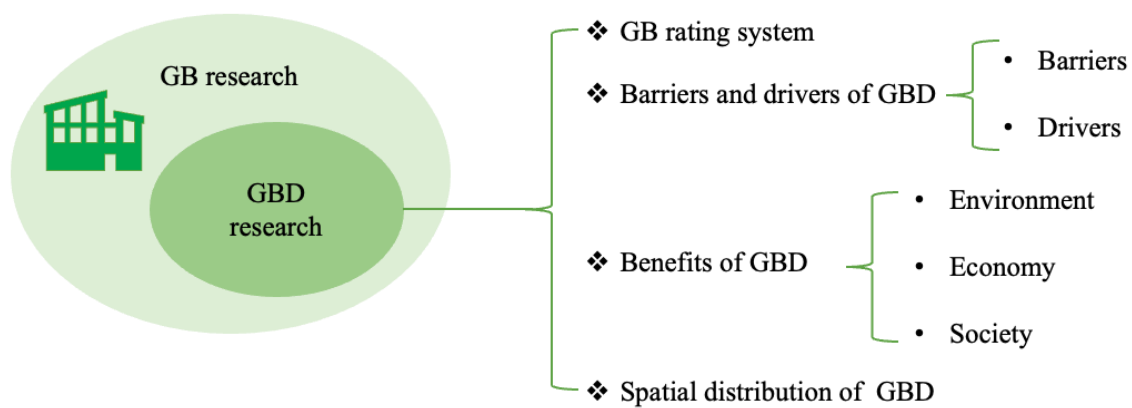 GB research
GBD
research
❖ GB rating system
❖ Barriers and drivers of GBD
• Barriers
• Drivers
❖ Benefits of GBD
• Environment
• Economy
• Society
❖ Spatial distribution of GBD